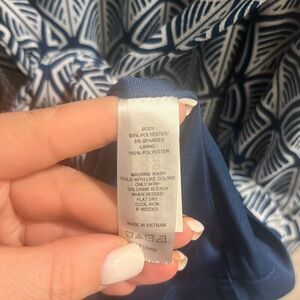 BODY
95% POLYESTER/
5% SPANDEX
LINING
100% POLYESTER
MACHINE WASH
COLD WITH LIKE COLORS
ONLY NON-
CHLORINE BLEACH
WHEN NEEDED
FLAT DRY
COOL IRON
IF NEEDED
MADE IN VIETNAM